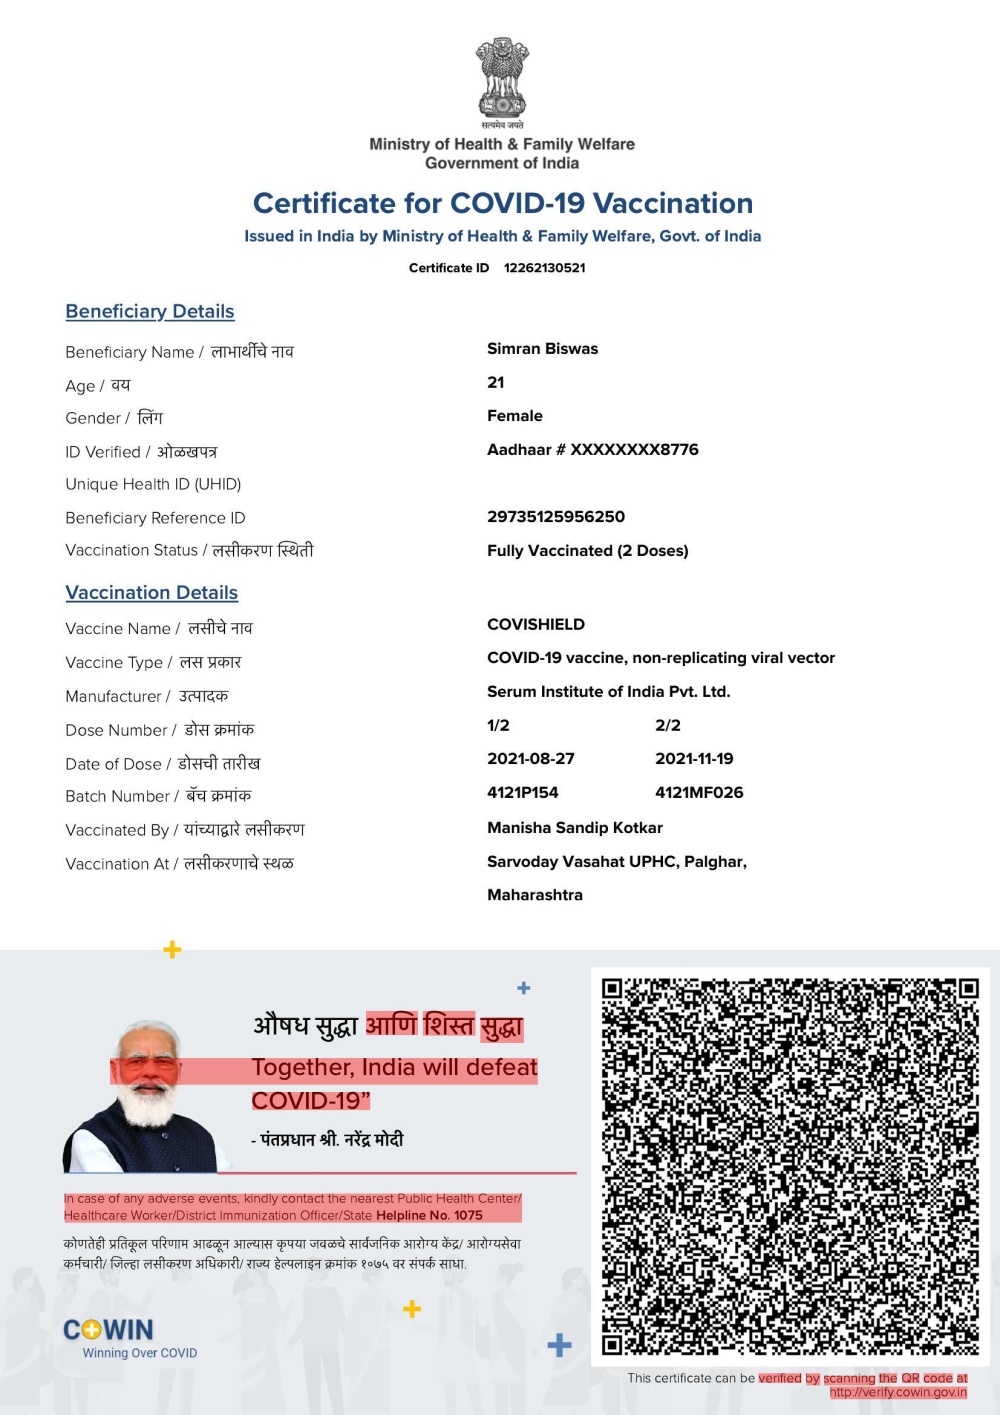 सत्यमेव जयते
Ministry of Health & Family Welfare
Government of India
Certificate for COVID-19 Vaccination
Issued in India by Ministry of Health & Family Welfare, Govt. of India
Certificate ID 12262130521
Beneficiary Details
Beneficiary Name / लाभार्थीचे नाव Simran Biswas
Age / वय 21
Gender / लिंग Female
ID Verified / ओळखपत्र Aadhaar # XXXXXXXX8776
Unique Health ID (UHID)
Beneficiary Reference ID 29735125956250
Vaccination Status / लसीकरण स्थिती Fully Vaccinated (2 Doses)
Vaccination Details
Vaccine Name / लसीचे नाव COVISHIELD
Vaccine Type / लस प्रकार COVID-19 vaccine, non-replicating viral vector
Manufacturer / उत्पादक Serum Institute of India Pvt. Ltd.
Dose Number / डोस क्रमांक 1/2 2/2
Date of Dose / डोसची तारीख 2021-08-27 2021-11-19
Batch Number / बॅच क्रमांक 4121P154 4121MF026
Vaccinated By / यांच्याद्वारे लसीकरण Manisha Sandip Kotkar
Vaccination At / लसीकरणाचे स्थळ Sarvoday Vasahat UPHC, Palghar,
Maharashtra
औषध सुद्धा आणि शिस्त सुद्धा
Together, India will defeat
COVID-19”
- पंतप्रधान श्री. नरेंद्र मोदी
In case of any adverse events, kindly contact the nearest Public Health Center/
Healthcare Worker/District Immunization Officer/State Helpline No. 1075
कोणतेही प्रतिकूल परिणाम आढळून आल्यास कृपया जवळचे सार्वजनिक आरोग्य केंद्र/ आरोग्यसेवा
कर्मचारी/ जिल्हा लसीकरण अधिकारी/ राज्य हेल्पलाइन क्रमांक १०७५ वर संपर्क साधा.
COWIN
Winning Over COVID
This certificate can be verified by scanning the QR code at
http://verify.cowin.gov.in